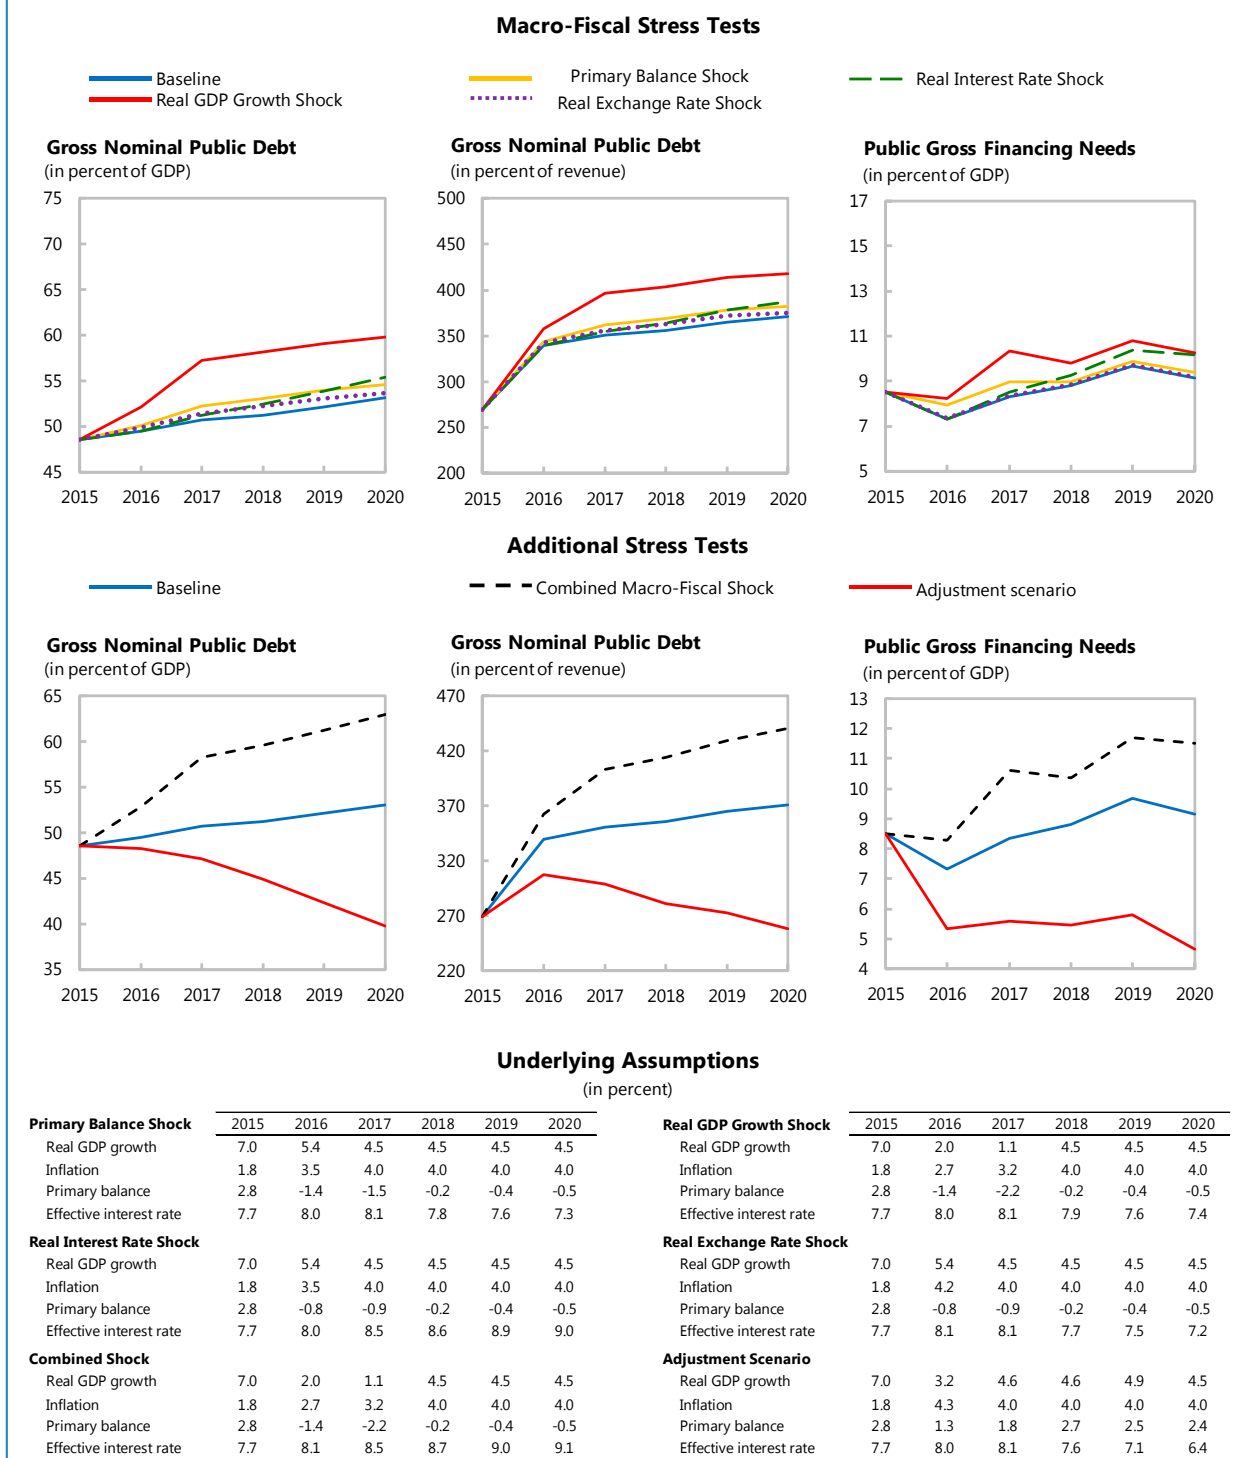 Macro-Fiscal Stress Tests
Baseline
Primary Balance Shock
Real Interest Rate Shock
Real GDP Growth Shock
Real Exchange Rate Shock
Gross Nominal Public Debt
(in percent of GDP)
75
70
65
60
55
50
45
2015 2016 2017 2018 2019 2020
Gross Nominal Public Debt
(in percent of revenue)
500
450
400
350
300
250
200
2015 2016 2017 2018 2019 2020
Public Gross Financing Needs
(in percent of GDP)
17
15
13
11
9
7
5
2015 2016 2017 2018 2019 2020
Additional Stress Tests
Baseline
Combined Macro-Fiscal Shock
Adjustment scenario
Gross Nominal Public Debt
(in percent of GDP)
65
60
55
50
45
40
35
2015 2016 2017 2018 2019 2020
Gross Nominal Public Debt
(in percent of revenue)
470
420
370
320
270
220
2015 2016 2017 2018 2019 2020
Public Gross Financing Needs
(in percent of GDP)
13
12
11
10
9
8
7
6
5
4
2015 2016 2017 2018 2019 2020
Underlying Assumptions
(in percent)
Primary Balance Shock 2015 2016 2017 2018 2019 2020
Real GDP growth 7.0 5.4 4.5 4.5 4.5 4.5
Inflation 1.8 3.5 4.0 4.0 4.0 4.0
Primary balance 2.8 -1.4 -1.5 -0.2 -0.4 -0.5
Effective interest rate 7.7 8.0 8.1 7.8 7.6 7.3
Real Interest Rate Shock
Real GDP growth 7.0 5.4 4.5 4.5 4.5 4.5
Inflation 1.8 3.5 4.0 4.0 4.0 4.0
Primary balance 2.8 -0.8 -0.9 -0.2 -0.4 -0.5
Effective interest rate 7.7 8.0 8.5 8.6 8.9 9.0
Combined Shock
Real GDP growth 7.0 2.0 1.1 4.5 4.5 4.5
Inflation 1.8 2.7 3.2 4.0 4.0 4.0
Primary balance 2.8 -1.4 -2.2 -0.2 -0.4 -0.5
Effective interest rate 7.7 8.1 8.5 8.7 9.0 9.1
Real GDP Growth Shock 2015 2016 2017 2018 2019 2020
Real GDP growth 7.0 2.0 1.1 4.5 4.5 4.5
Inflation 1.8 2.7 3.2 4.0 4.0 4.0
Primary balance 2.8 -1.4 -2.2 -0.2 -0.4 -0.5
Effective interest rate 7.7 8.0 8.1 7.9 7.6 7.4
Real Exchange Rate Shock
Real GDP growth 7.0 5.4 4.5 4.5 4.5 4.5
Inflation 1.8 4.2 4.0 4.0 4.0 4.0
Primary balance 2.8 -0.8 -0.9 -0.2 -0.4 -0.5
Effective interest rate 7.7 8.1 8.1 7.7 7.5 7.2
Adjustment Scenario
Real GDP growth 7.0 3.2 4.6 4.6 4.9 4.5
Inflation 1.8 4.3 4.0 4.0 4.0 4.0
Primary balance 2.8 1.3 1.8 2.7 2.5 2.4
Effective interest rate 7.7 8.0 8.1 7.6 7.1 6.4